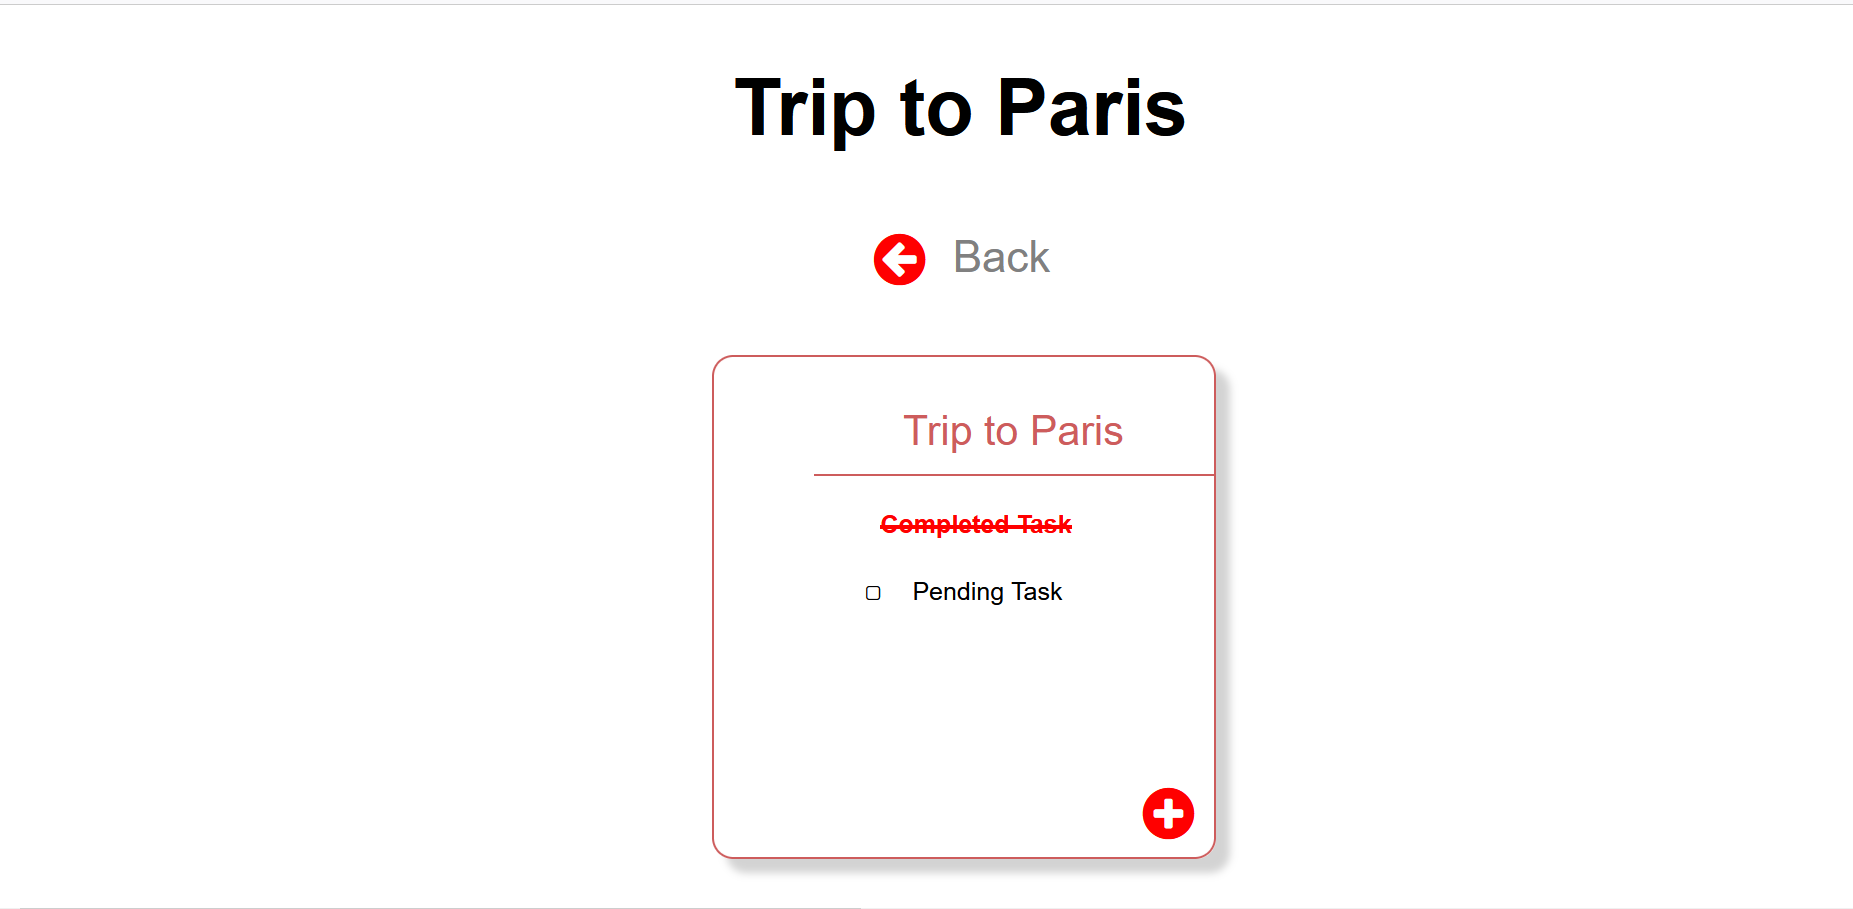 Trip to Paris
Back
Trip to Paris
Completed Task
Pending Task